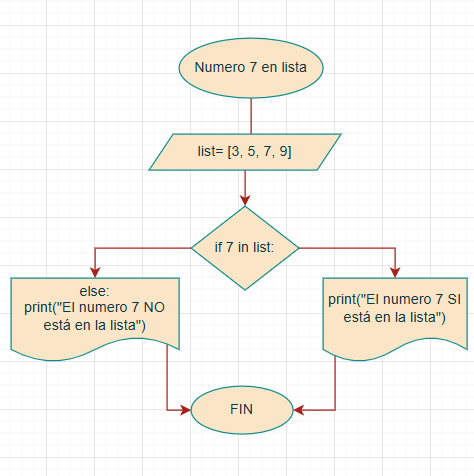 Numero 7 en lista
list= [3, 5, 7, 9]
if 7 in list:
else:
print("El numero 7 NO
está en la lista")
print("El numero 7 SI
está en la lista")
FIN